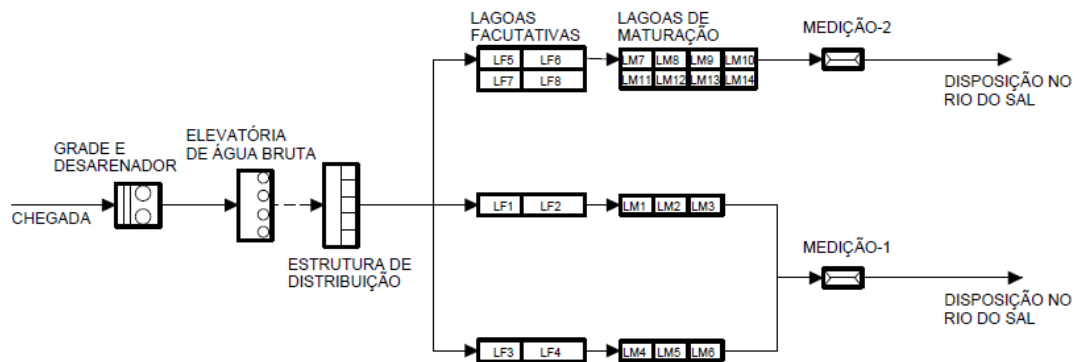 LAGOAS
FACUTATIVAS
LAGOAS DE
MATURAÇÃO
MEDIÇÃO-2
LF5 LF6
LF7 LF8
LM7 LM8 LM9 LM10
LM11 LM12 LM13 LM14
DISPOSIÇÃO NO
RIO DO SAL
GRADE E
DESARENADOR
ELEVATÓRIA
DE ÁGUA BRUTA
CHEGADA
ESTRUTURA DE
DISTRIBUIÇÃO
LF1 LF2
LM1 LM2 LM3
MEDIÇÃO-1
DISPOSIÇÃO NO
RIO DO SAL
LF3 LF4
LM4 LM5 LM6